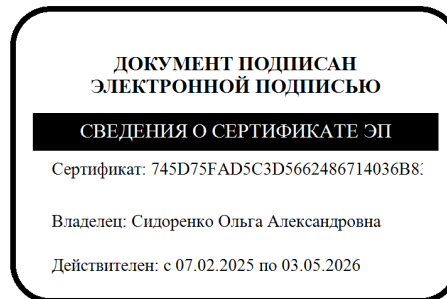 ДОКУМЕНТ ПОДПИСАН
ЭЛЕКТРОННОЙ ПОДПИСЬЮ
СВЕДЕНИЯ О СЕРТИФИКАТЕ ЭП
Сертификат: 745D75FAD5C3D5662486714036B8
Владелец: Сидоренко Ольга Александровна
Действителен: с 07.02.2025 по 03.05.2026